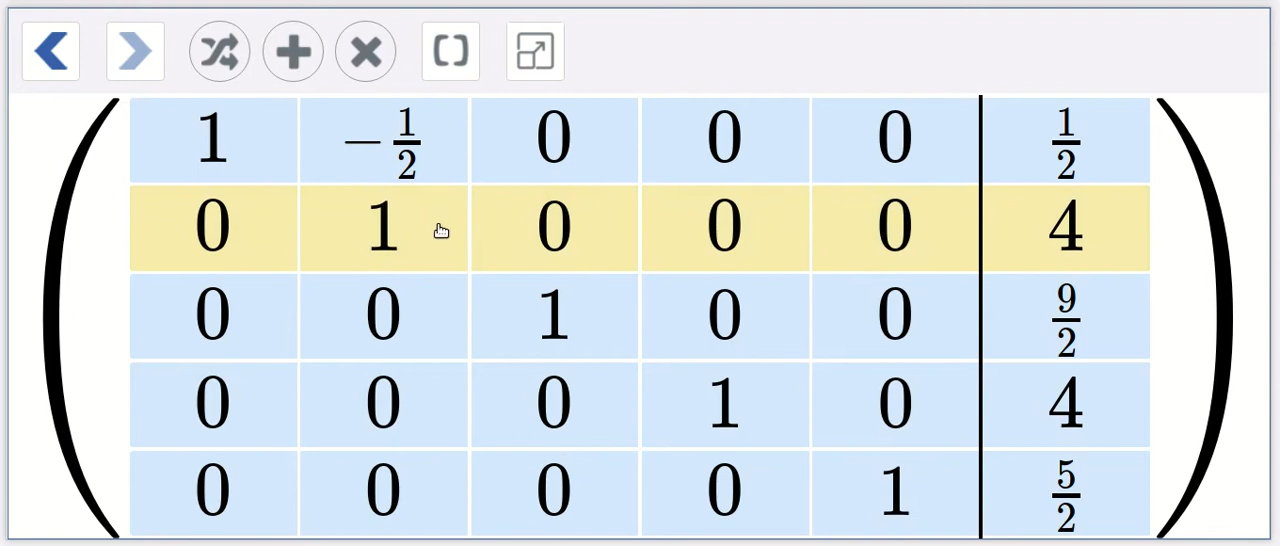 1 −1/2 0 0 0 1/2
0 1 0 0 0 4
0 0 1 0 0 9/2
0 0 0 1 0 4
0 0 0 0 1 5/2